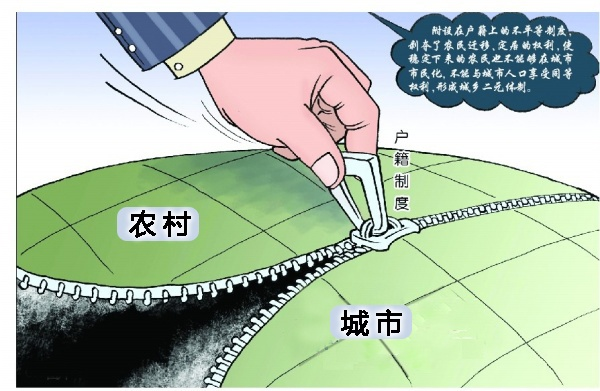 附设在户籍上的不平等制度,
剥夺了农民迁移、定居的权利,使
稳定下来的农民也不能够在城市
市民化,不能与城市人口享受同等
权利,形成城乡二元体制。
户籍制度
农村
城市